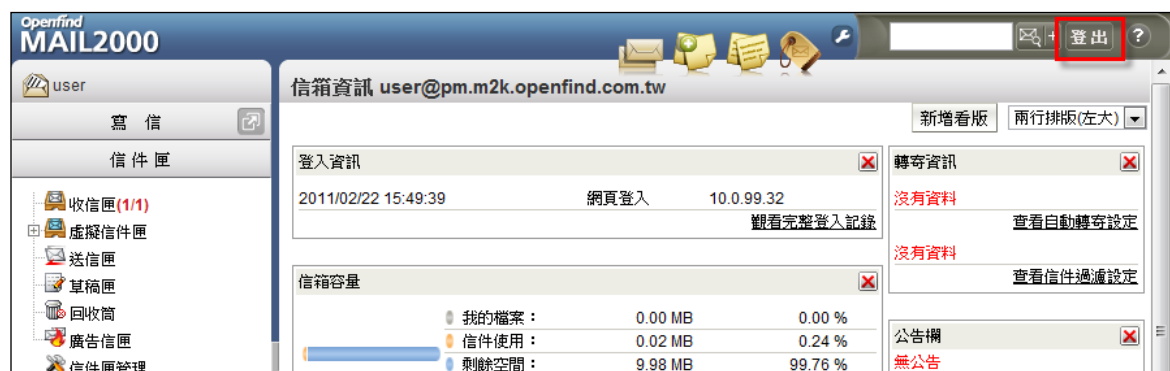 Openfind
MAIL2000
登出
?
user
信箱資訊 user@pm.m2k.openfind.com.tw
寫 信
新增看版
兩行排版(左大)
信件匣
登入資訊
轉寄資訊
2011/02/22 15:49:39 網頁登入 10.0.99.32
沒有資料
收信匣(1/1)
觀看完整登入記錄
查看自動轉寄設定
虛擬信件匣
送信匣
沒有資料
草稿匣
信箱容量
查看信件過濾設定
回收筒
我的檔案: 0.00 MB 0.00 %
廣告信匣
信件使用: 0.02 MB 0.24 %
公告欄
信件匣管理
剩餘空間: 9.98 MB 99.76 %
無公告